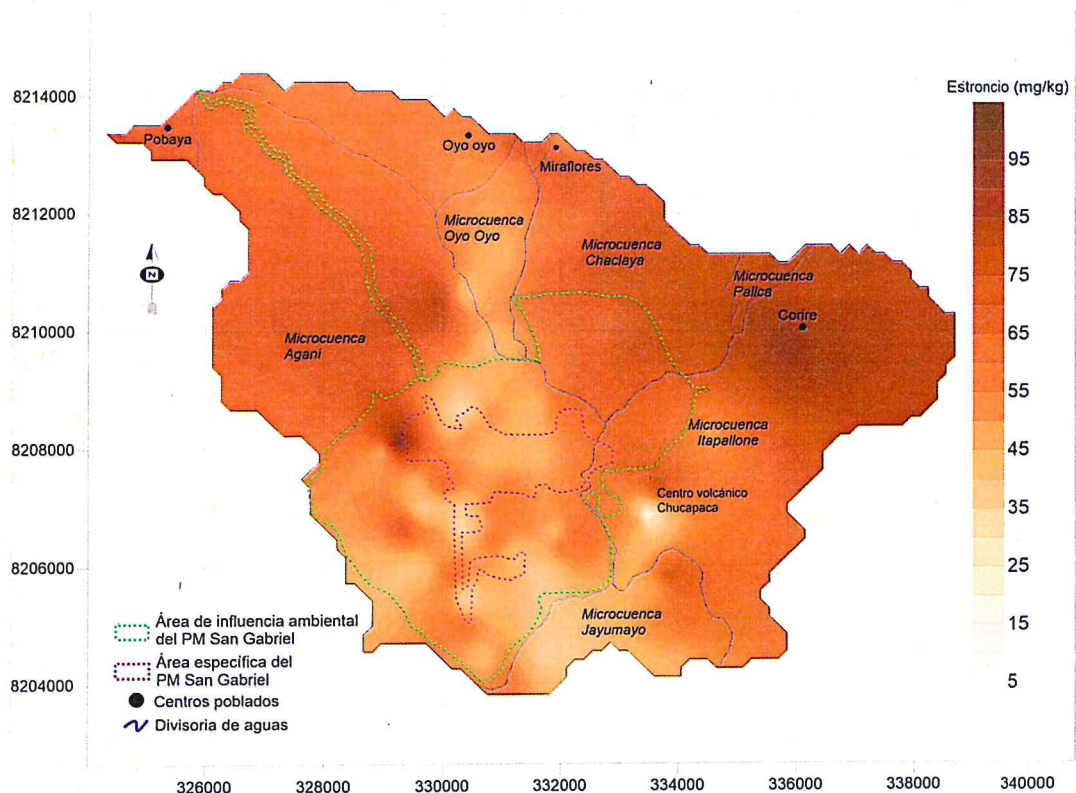 8214000
8212000
8210000
8208000
8206000
8204000
326000
328000
330000
332000
334000
336000
338000
340000
Pobaya
Oyo oyo
Miraflores
Microcuenca
Oyo Oyo
Microcuenca
Chaclaya
Microcuenca
Pallca
Corire
Microcuenca
Agani
Microcuenca
Itapallone
Centro volcánico
Chucapaca
Microcuenca
Jayumayo
N
Área de influencia ambiental
del PM San Gabriel
Área específica del
PM San Gabriel
Centros poblados
Divisoria de aguas
Estroncio (mg/kg)
95
85
75
65
55
45
35
25
15
5